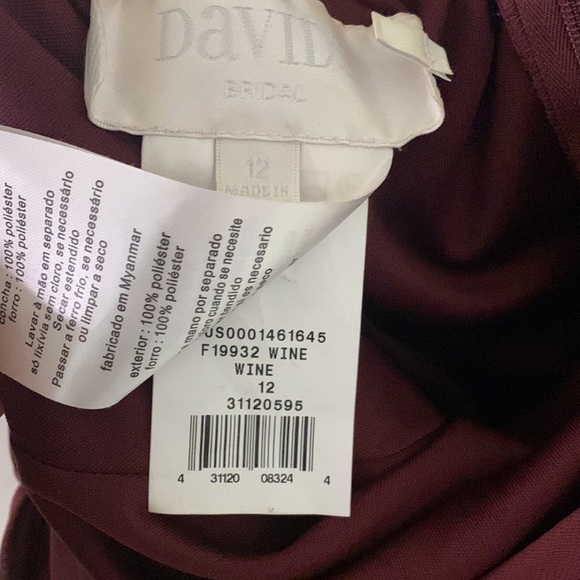 DaVID
BRIDAL
12
MADE IN
concha : 100% poliéster
forro : 100% poliéster
Lavar à mão em separado
só lixívia sem cloro, se necessário
Secar estendido
Passar a ferro frio, se necessário
ou limpar a seco
fabricado em Myanmar
exterior : 100% poliéster
forro : 100% poliéster
mano por separado
cuando se necesite
necesario
seco
US0001461645
F19932 WINE
WINE
12
31120595
4 31120 08324 4